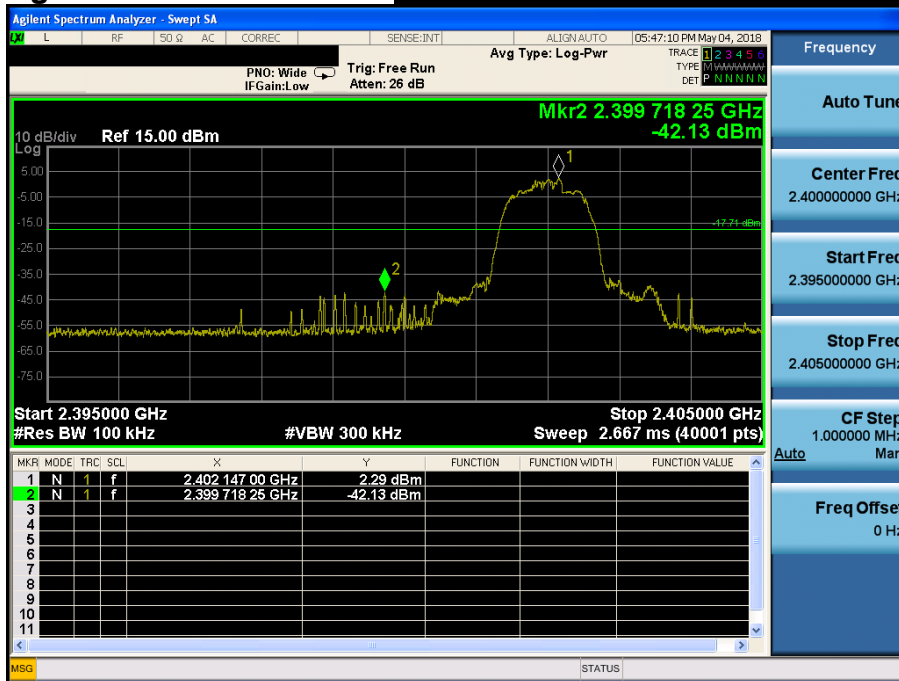 Agilent Spectrum Analyzer - Swept SA
LXI L RF 50 Ω AC CORREC SENSE:INT ALIGN AUTO 05:47:10 PM May 04, 2018
Avg Type: Log-Pwr
TRACE 1 2 3 4 5 6
TYPE M W W W W W
DET P N N N N N
PNO: Wide
IFGain:Low
Trig: Free Run
Atten: 26 dB
Frequency
Mkr2 2.399 718 25 GHz
-42.13 dBm
10 dB/div Ref 15.00 dBm
Log
1
5.00
-5.00
-15.0
-17.71 dBm
-25.0
2
-35.0
-45.0
-55.0
-65.0
-75.0
Start 2.395000 GHz Stop 2.405000 GHz
#Res BW 100 kHz #VBW 300 kHz Sweep 2.667 ms (40001 pts)
MKR MODE TRC SCL X Y FUNCTION FUNCTION WIDTH FUNCTION VALUE
1 N 1 f 2.402 147 00 GHz 2.29 dBm
2 N 1 f 2.399 718 25 GHz -42.13 dBm
3
4
5
6
7
8
9
10
11
MSG STATUS
Auto Tune
Center Freq
2.400000000 GHz
Start Freq
2.395000000 GHz
Stop Freq
2.405000000 GHz
CF Step
1.000000 MHz
Auto Man
Freq Offset
0 Hz